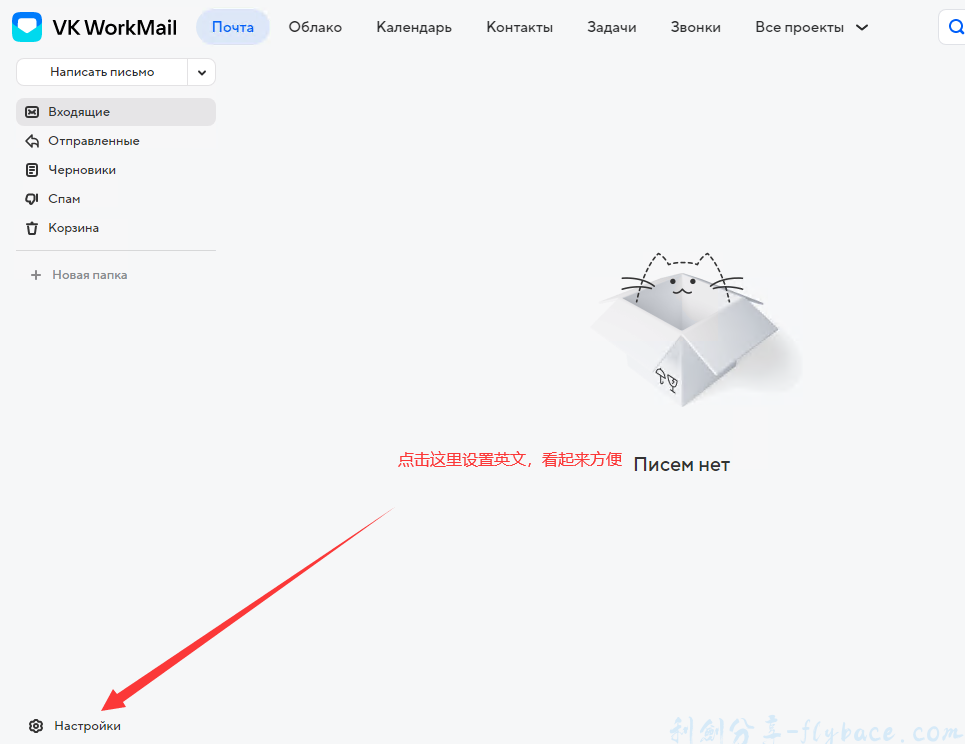 VK WorkMail Почта Облако Календарь Контакты Задачи Звонки Все проекты
Написать письмо
Входящие
Отправленные
Черновики
Спам
Корзина
+ Новая папка
点击这里设置英文，看起来方便
Писем нет
Настройки
利剑分享-flybace.com